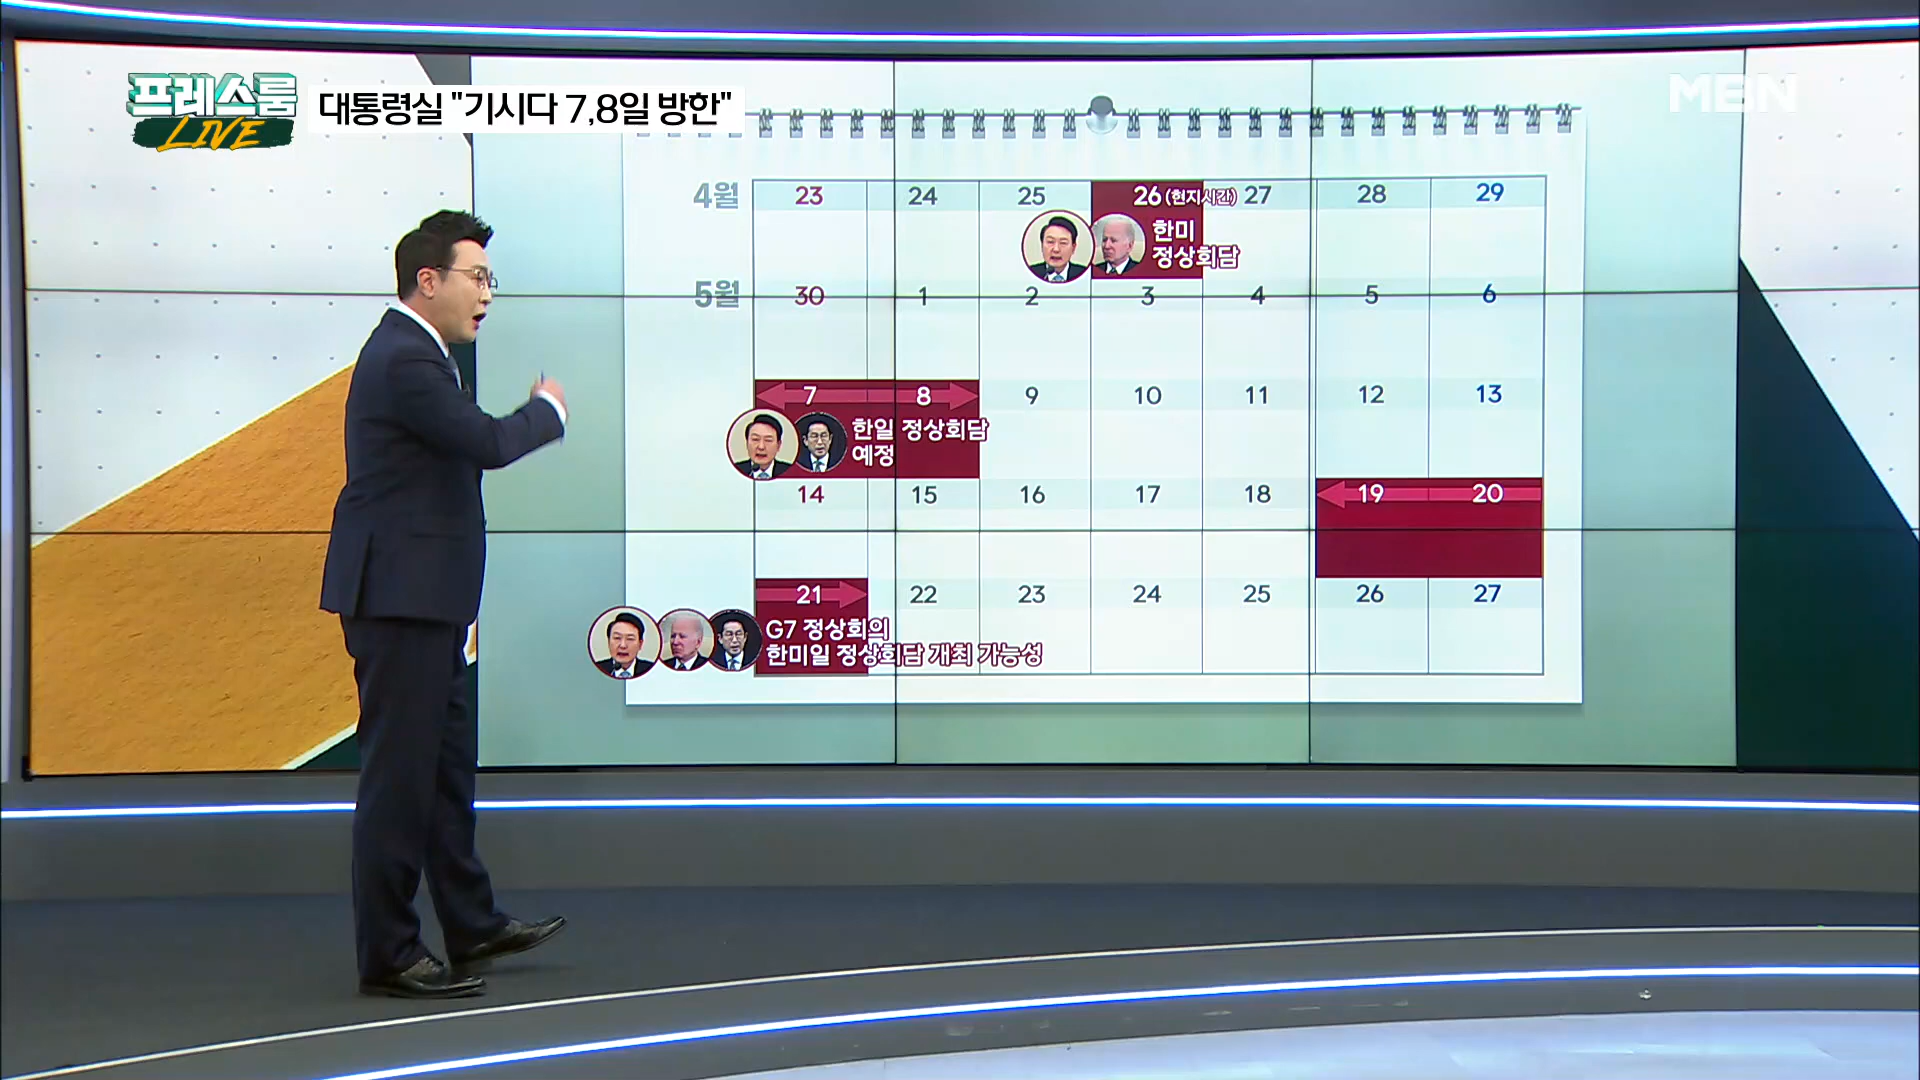 프레스룸
LIVE
대통령실 "기시다 7,8일 방한"
MBN
4월 23 24 25 26 (현지시간) 27 28 29
한미
정상회담
5월 30 1 2 3 4 5 6
7 8 9 10 11 12 13
한일 정상회담
예정
14 15 16 17 18 19 20
21 22 23 24 25 26 27
G7 정상회의
한미일 정상회담 개최 가능성